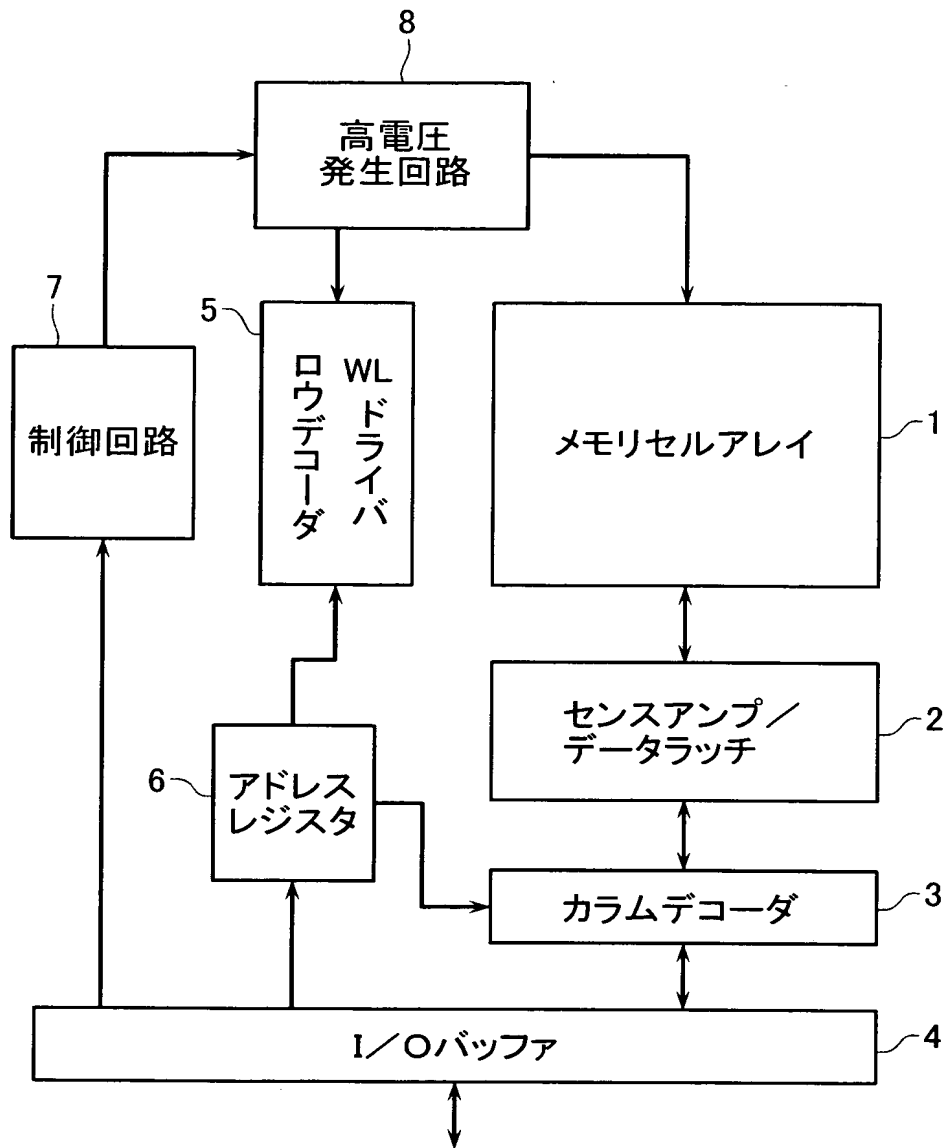 8
高電圧
発生回路
7
制御回路
5
ロウデコーダ
WLドライバ
メモリセルアレイ
1
センスアンプ／
データラッチ
2
6
アドレス
レジスタ
カラムデコーダ
3
I／Oバッファ
4